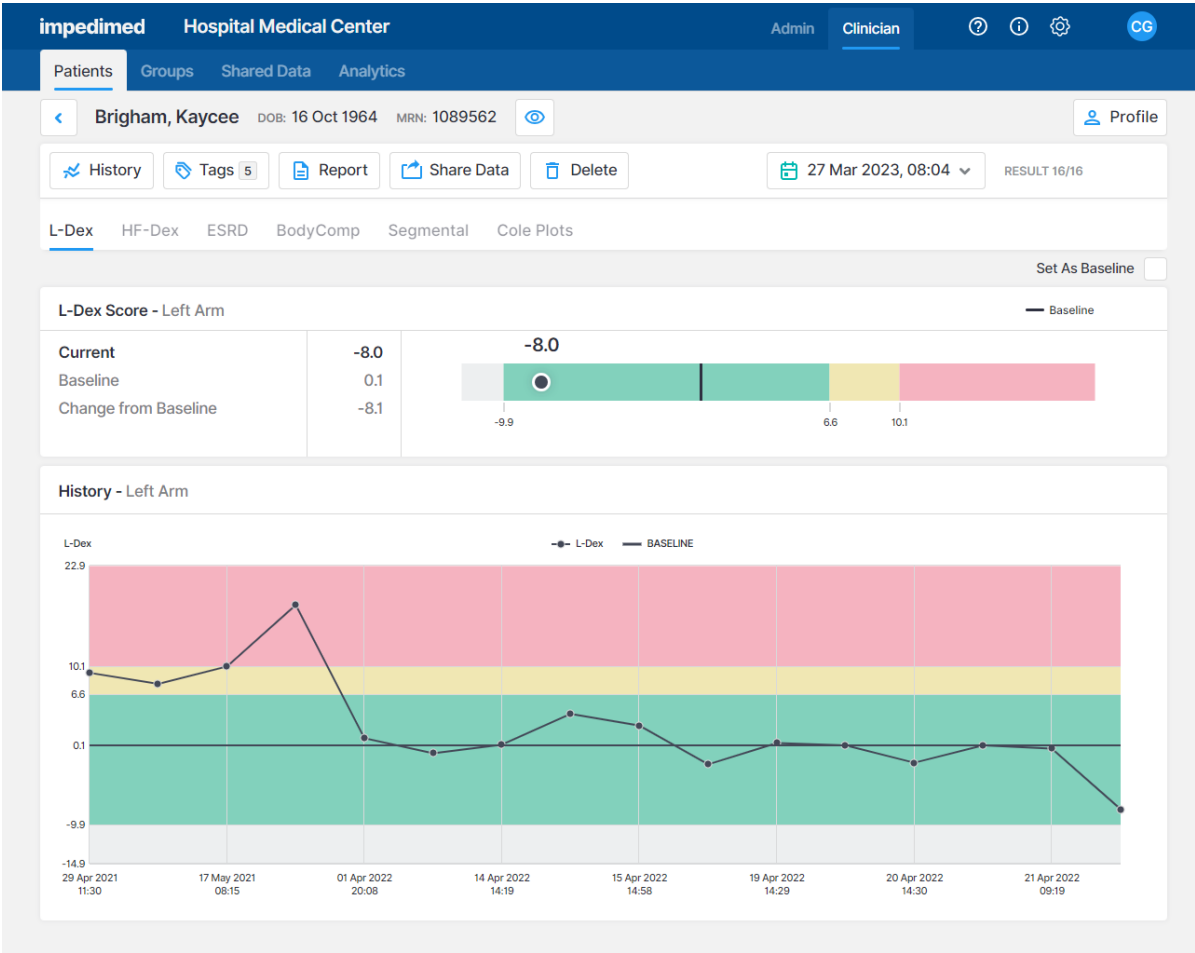 impedimed Hospital Medical Center Admin Clinician CG
Patients Groups Shared Data Analytics
Brigham, Kaycee DOB: 16 Oct 1964 MRN: 1089562 Profile
History Tags 5 Report Share Data Delete 27 Mar 2023, 08:04 RESULT 16/16
L-Dex HF-Dex ESRD BodyComp Segmental Cole Plots
Set As Baseline
L-Dex Score - Left Arm Baseline
Current -8.0 -8.0
Baseline 0.1
Change from Baseline -8.1
-9.9 6.6 10.1
History - Left Arm
L-Dex L-Dex BASELINE
22.9
10.1
6.6
0.1
-9.9
-14.9
29 Apr 2021 17 May 2021 01 Apr 2022 14 Apr 2022 15 Apr 2022 19 Apr 2022 20 Apr 2022 21 Apr 2022
11:30 08:15 20:08 14:19 14:58 14:29 14:30 09:19